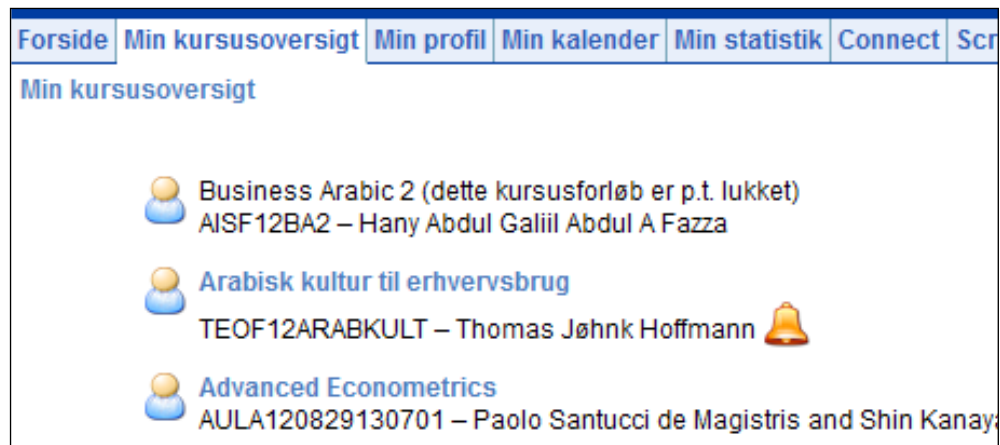 Forside Min kursusoversigt Min profil Min kalender Min statistik Connect
Min kursusoversigt
Business Arabic 2 (dette kursusforløb er p.t. lukket)
AISF12BA2 – Hany Abdul Galiil Abdul A Fazza
Arabisk kultur til erhvervsbrug
TEOF12ARABKULT – Thomas Jøhnk Hoffmann
Advanced Econometrics
AULA120829130701 – Paolo Santucci de Magistris and Shin Kanaya